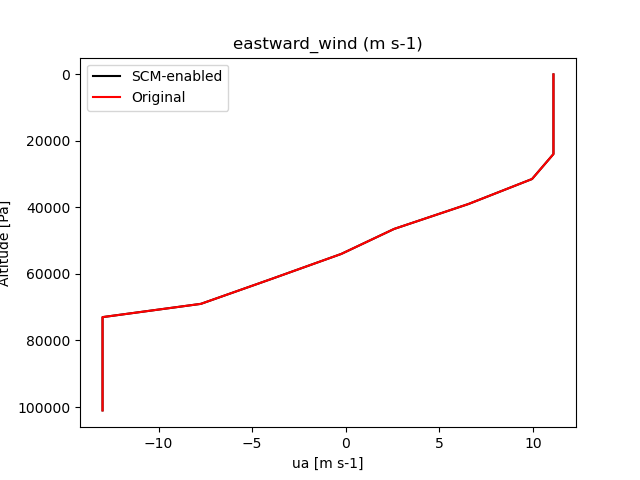 eastward_wind (m s-1)
SCM-enabled
Original
0
20000
40000
60000
80000
100000
Altitude [Pa]
−10
−5
0
5
10
ua [m s-1]